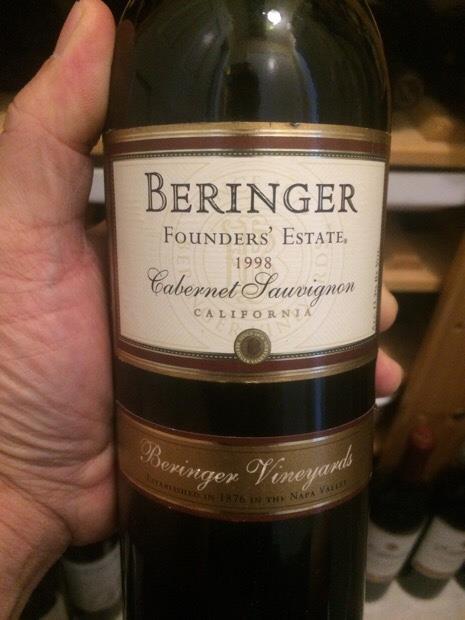 BERINGER
FOUNDERS' ESTATE®
1998
Cabernet Sauvignon
CALIFORNIA
Beringer Vineyards
ESTABLISHED IN 1876 IN THE NAPA VALLEY